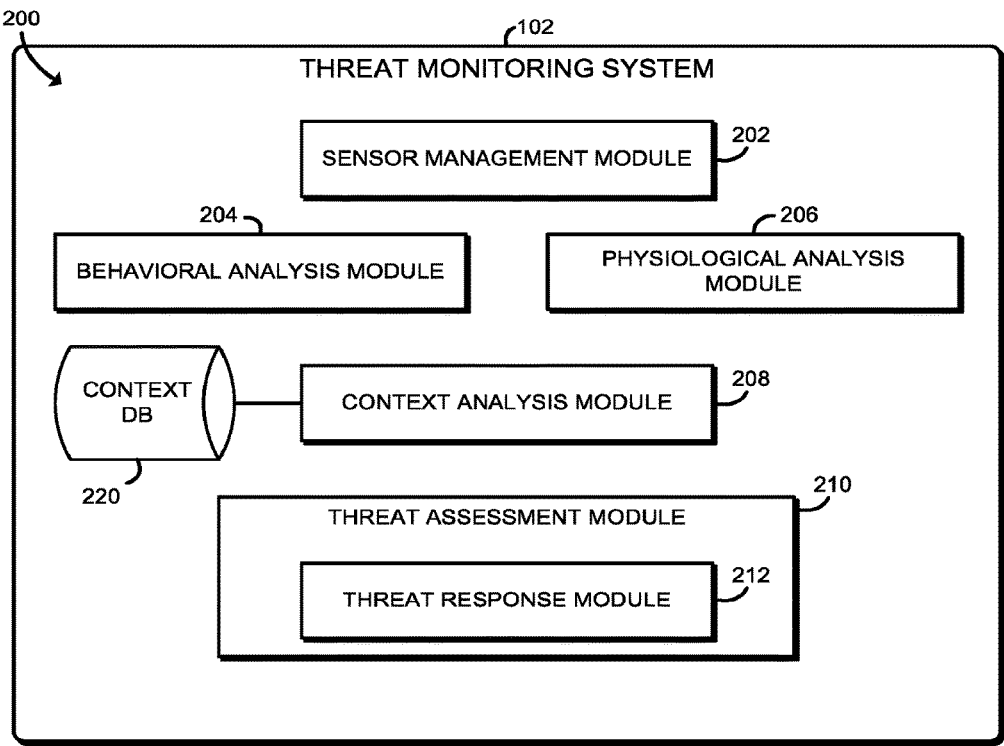 200
102
THREAT MONITORING SYSTEM
SENSOR MANAGEMENT MODULE
202
204
BEHAVIORAL ANALYSIS MODULE
206
PHYSIOLOGICAL ANALYSIS
MODULE
CONTEXT
DB
220
CONTEXT ANALYSIS MODULE
208
210
THREAT ASSESSMENT MODULE
THREAT RESPONSE MODULE
212